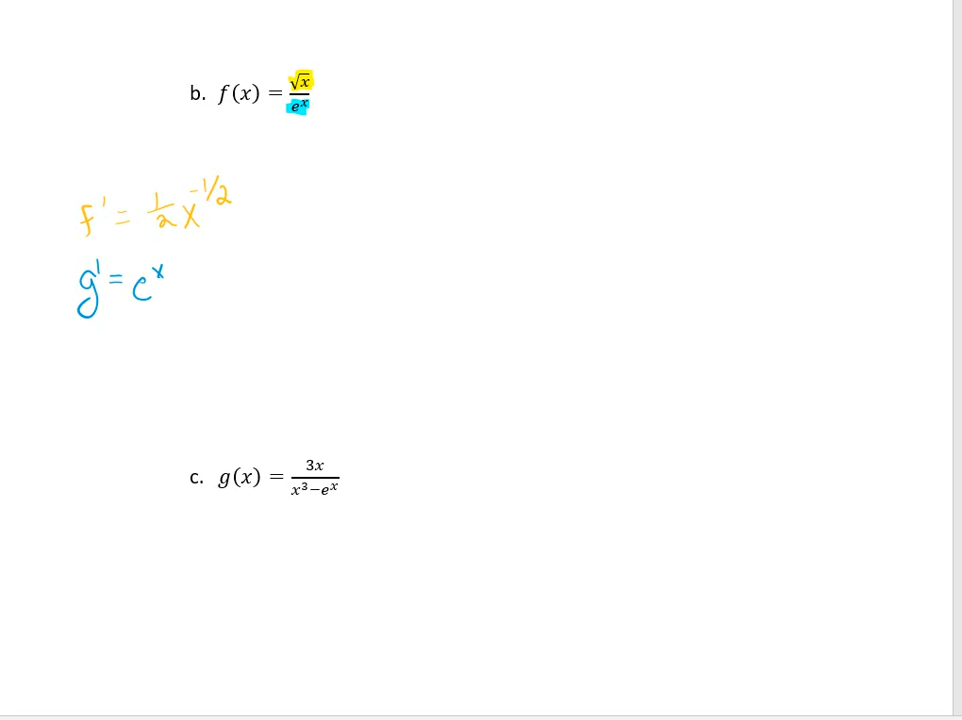 b. f(x) = √x / e^x
f' = 1/2 x^-1/2
g' = e^x
c. g(x) = 3x / x^3−e^x